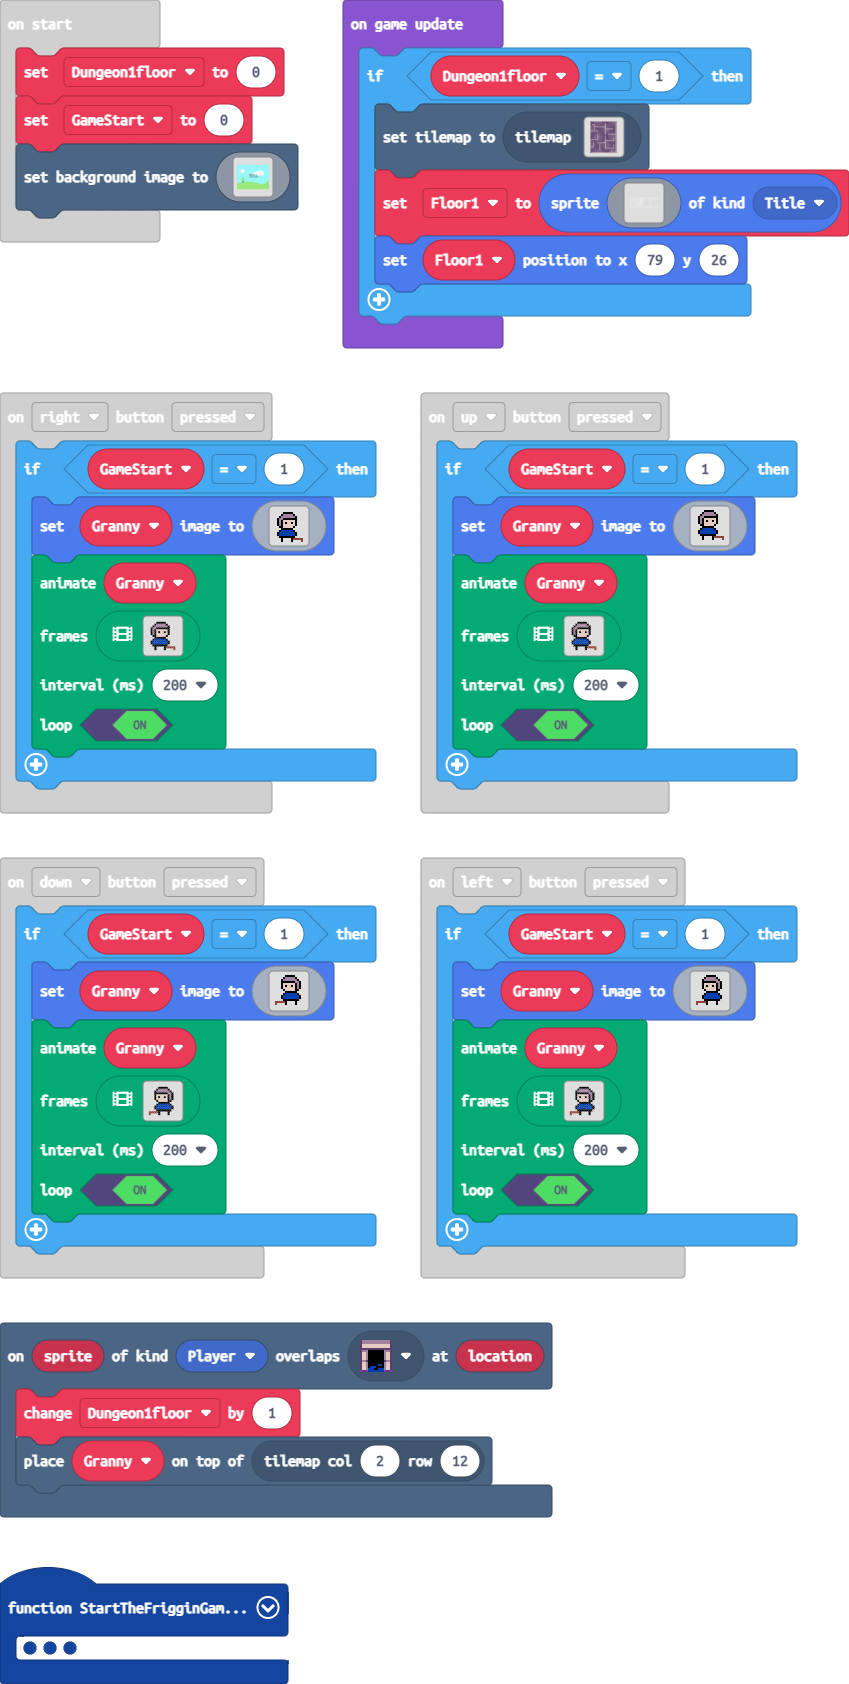 on start
set Dungeon1floor to 0
set GameStart to 0
set background image to
on game update
if Dungeon1floor = 1 then
set tilemap to tilemap
set Floor1 to sprite of kind Title
set Floor1 position to x 79 y 26
on right button pressed
if GameStart = 1 then
set Granny image to
animate Granny
frames
interval (ms) 200
loop ON
on up button pressed
if GameStart = 1 then
set Granny image to
animate Granny
frames
interval (ms) 200
loop ON
on down button pressed
if GameStart = 1 then
set Granny image to
animate Granny
frames
interval (ms) 200
loop ON
on left button pressed
if GameStart = 1 then
set Granny image to
animate Granny
frames
interval (ms) 200
loop ON
on sprite of kind Player overlaps at location
change Dungeon1floor by 1
place Granny on top of tilemap col 2 row 12
function StartTheFrigginGam...